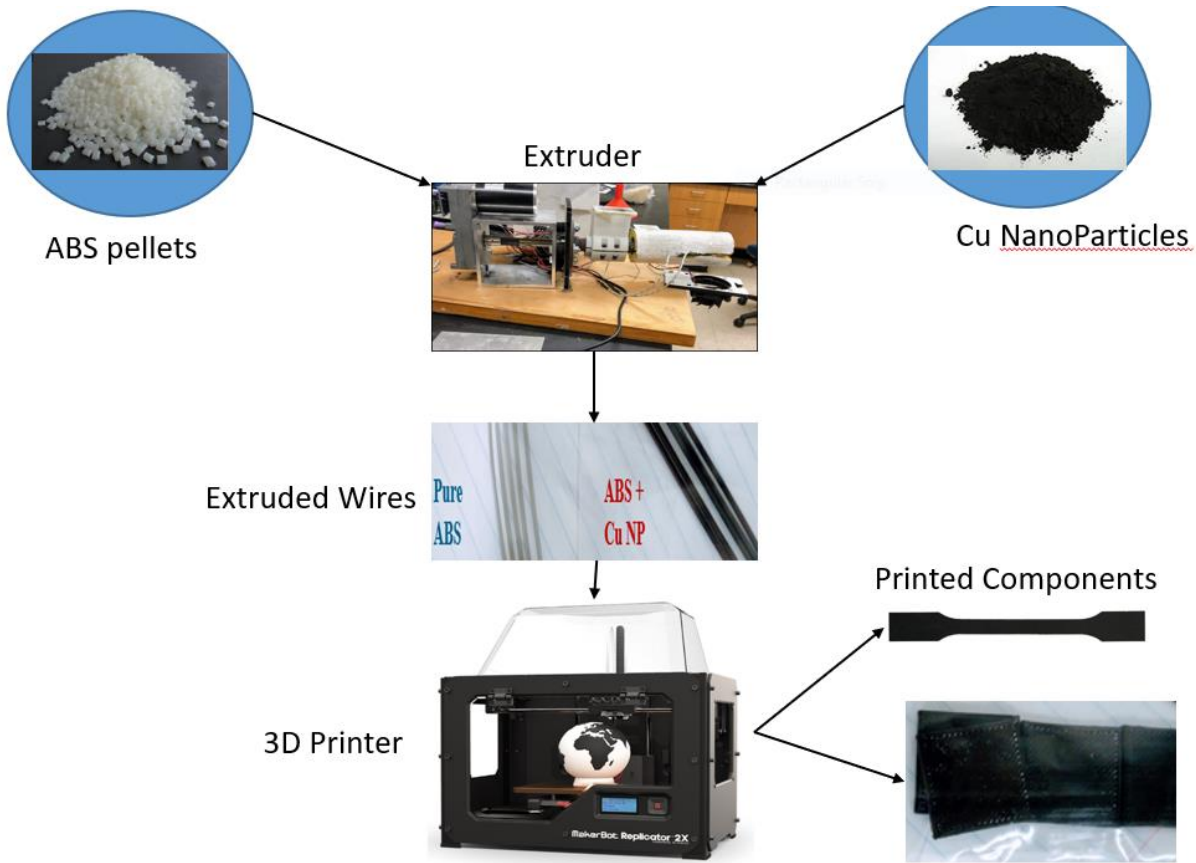 Extruder
ABS pellets
Cu NanoParticles
Extruded Wires
Pure
ABS
ABS +
Cu NP
Printed Components
3D Printer
MakerBot Replicator 2X